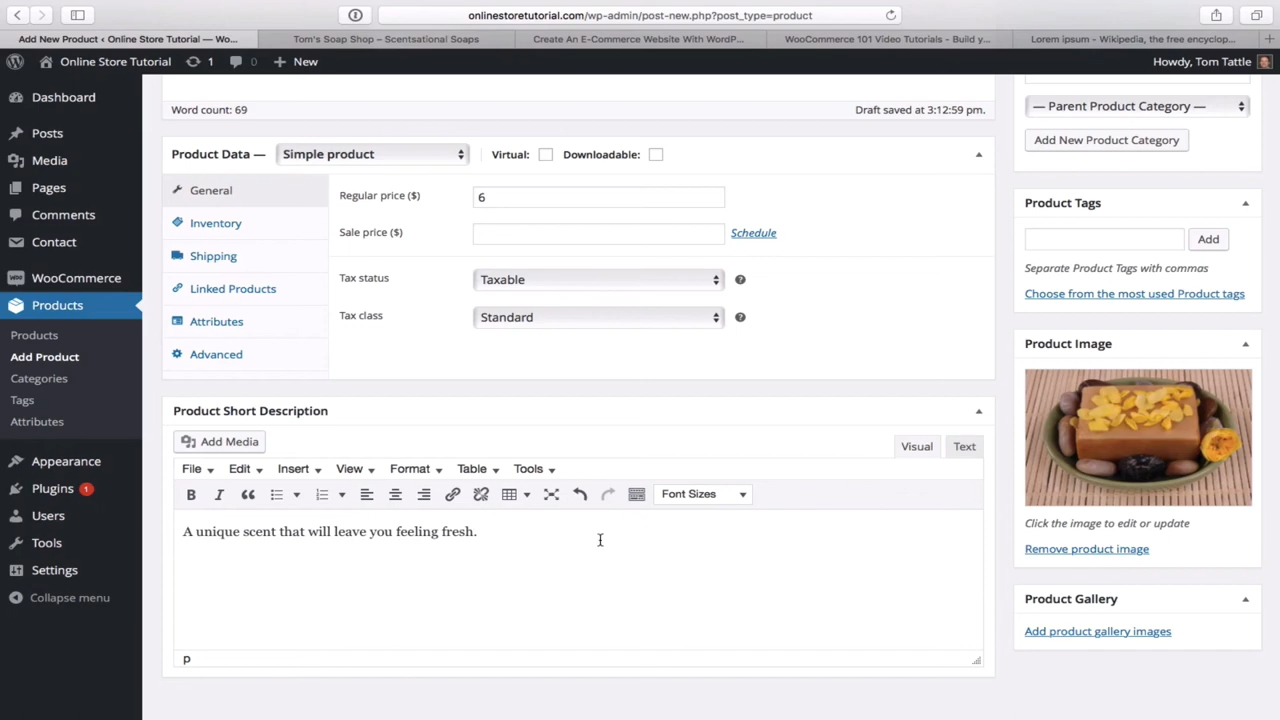 onlinestoretutorial.com/wp-admin/post-new.php?post_type=product
Add New Product ‹ Online Store Tutorial — Wo...
Tom's Soap Shop – Scentsational Soaps
Create An E-Commerce Website With WordP...
WooCommerce 101 Video Tutorials - Build y...
Lorem ipsum - Wikipedia, the free encyclop...
Online Store Tutorial
1
0
New
Howdy, Tom Tattle
Dashboard
Posts
Media
Pages
Comments
Contact
WooCommerce
Products
Products
Add Product
Categories
Tags
Attributes
Appearance
Plugins 1
Users
Tools
Settings
Collapse menu
Word count: 69
Draft saved at 3:12:59 pm.
Product Data —
Simple product
Virtual:
Downloadable:
General
Inventory
Shipping
Linked Products
Attributes
Advanced
Regular price ($)
6
Sale price ($)
Schedule
Tax status
Taxable
Tax class
Standard
Product Short Description
Add Media
Visual
Text
File
Edit
Insert
View
Format
Table
Tools
Font Sizes
A unique scent that will leave you feeling fresh.
p
— Parent Product Category —
Add New Product Category
Product Tags
Add
Separate Product Tags with commas
Choose from the most used Product tags
Product Image
Click the image to edit or update
Remove product image
Product Gallery
Add product gallery images